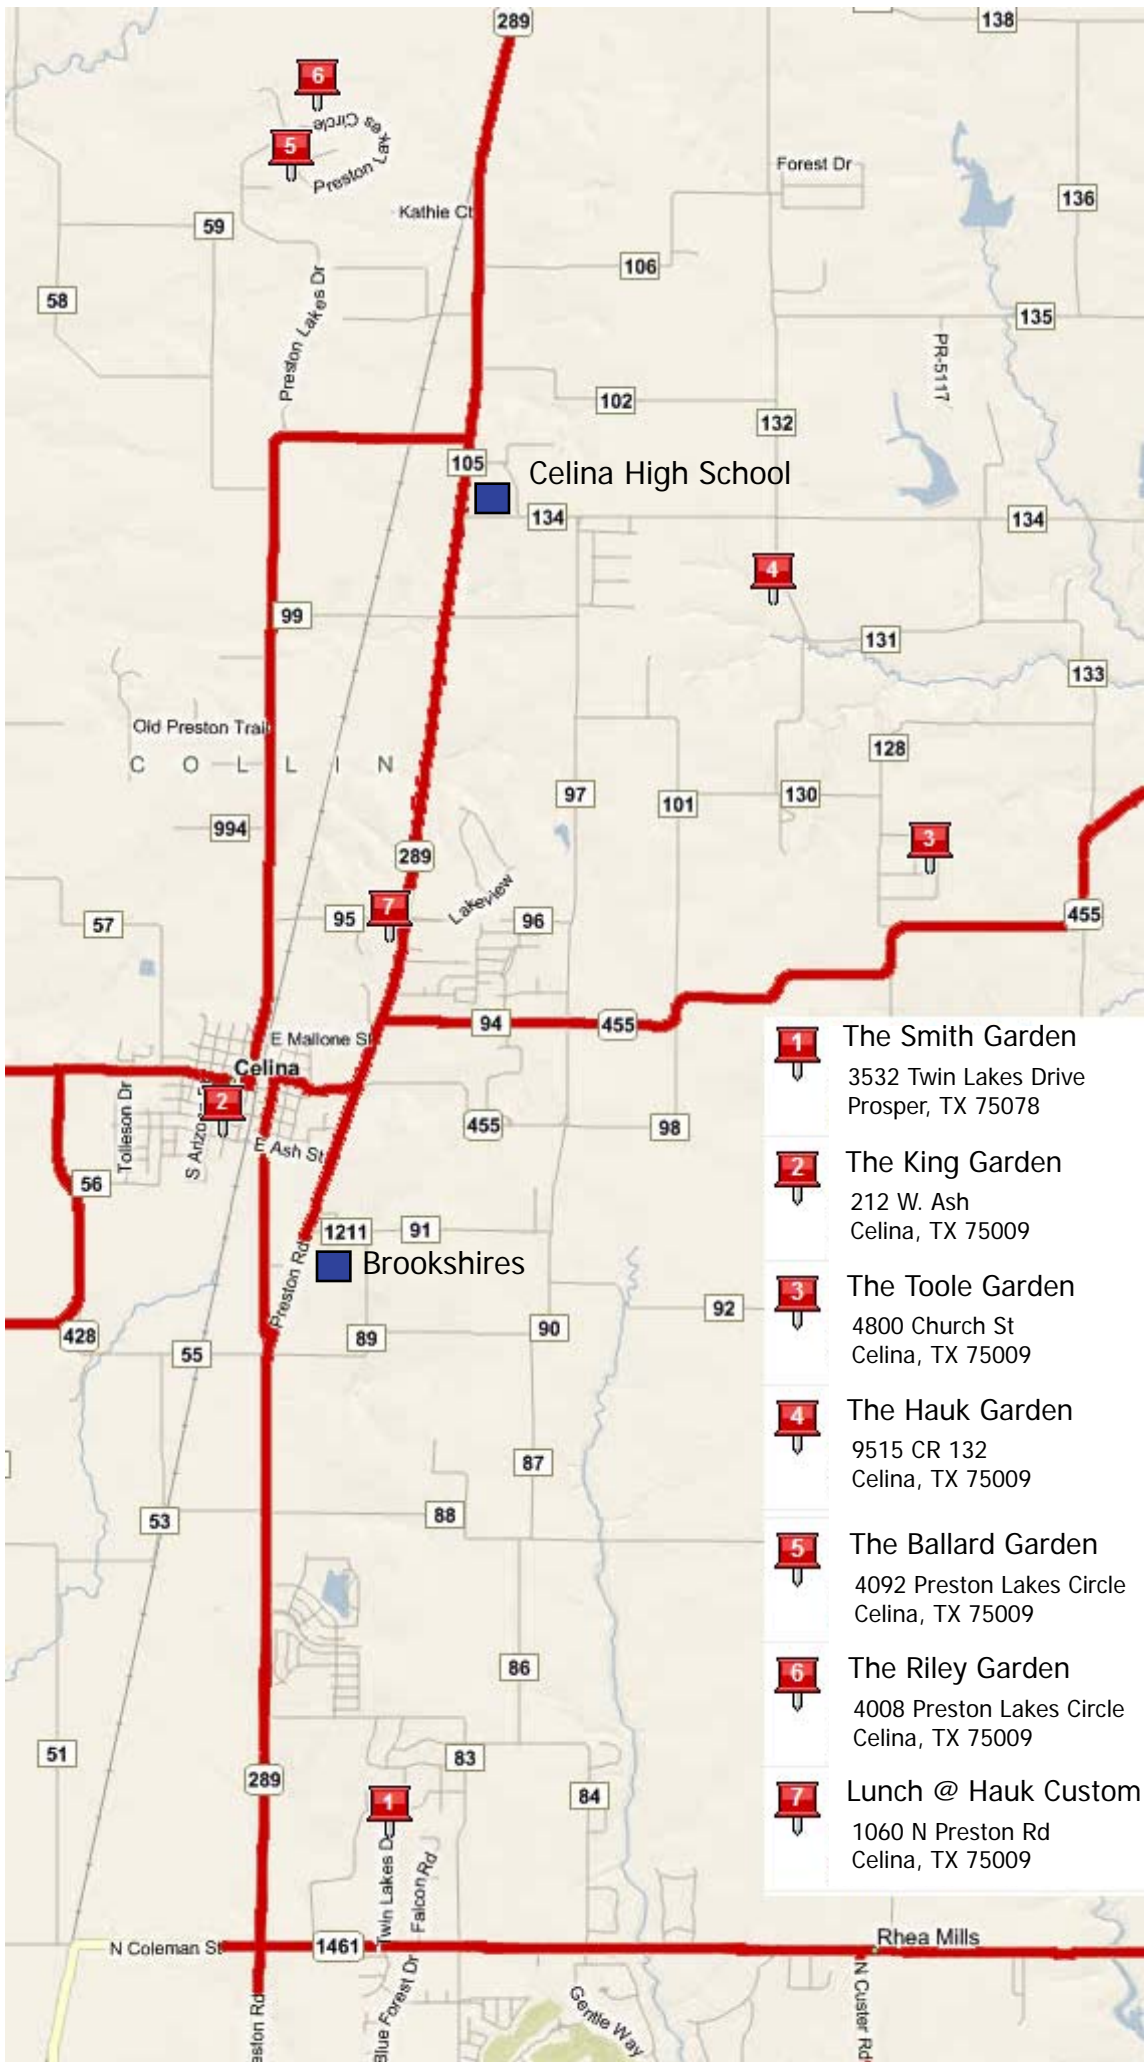 289
138
6
Preston Lakes Circle
5
Forest Dr
136
Kathie Ct
59
106
58
Preston Lakes Dr
135
PR-5117
102
132
105
Celina High School
134
134
4
99
131
133
Old Preston Trail
COLLIN
128
97
101
130
994
3
289
Lakeview
7
95
96
57
455
94
455
E Mallone St
Celina
2
Tolleson Dr
S Arizo
E Ash St
455
98
56
1211
91
Brookshires
Preston Rd
92
428
55
89
90
87
53
88
86
51
83
289
84
1
Twin Lakes D
Falcon Rd
N Coleman St
1461
Rhea Mills
Blue Forest Dr
Gentle Way
N Custer Rd
eston Rd
1
The Smith Garden
3532 Twin Lakes Drive
Prosper, TX 75078
2
The King Garden
212 W. Ash
Celina, TX 75009
3
The Toole Garden
4800 Church St
Celina, TX 75009
4
The Hauk Garden
9515 CR 132
Celina, TX 75009
5
The Ballard Garden
4092 Preston Lakes Circle
Celina, TX 75009
6
The Riley Garden
4008 Preston Lakes Circle
Celina, TX 75009
7
Lunch @ Hauk Custom
1060 N Preston Rd
Celina, TX 75009